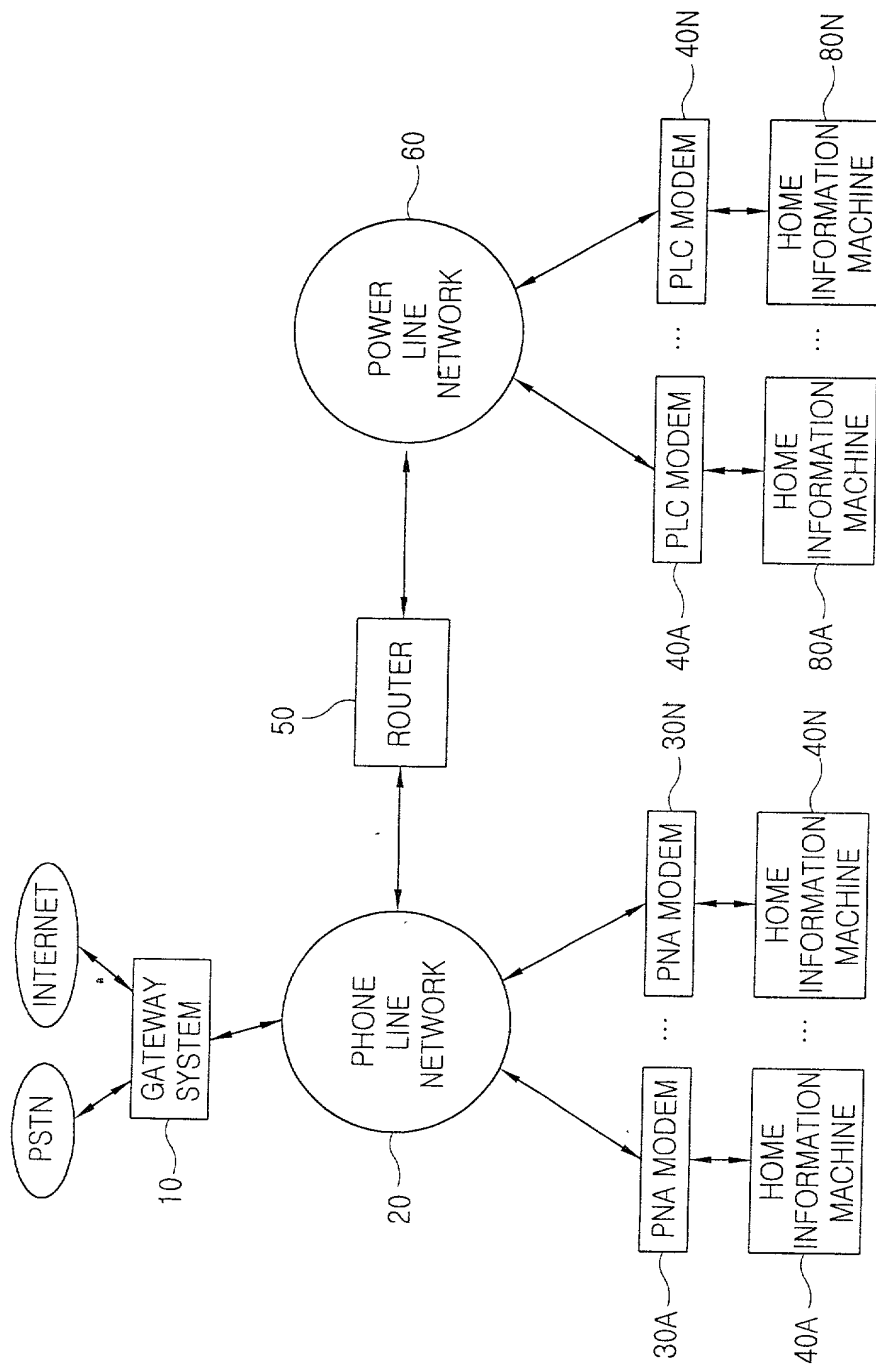 PSTN
INTERNET
GATEWAY
SYSTEM
10
PHONE
LINE
NETWORK
20
50
ROUTER
POWER
LINE
NETWORK
60
PNA MODEM
30A
...
PNA MODEM
30N
PLC MODEM
40A
...
PLC MODEM
40N
HOME
INFORMATION
MACHINE
40A
...
HOME
INFORMATION
MACHINE
40N
HOME
INFORMATION
MACHINE
80A
...
HOME
INFORMATION
MACHINE
80N